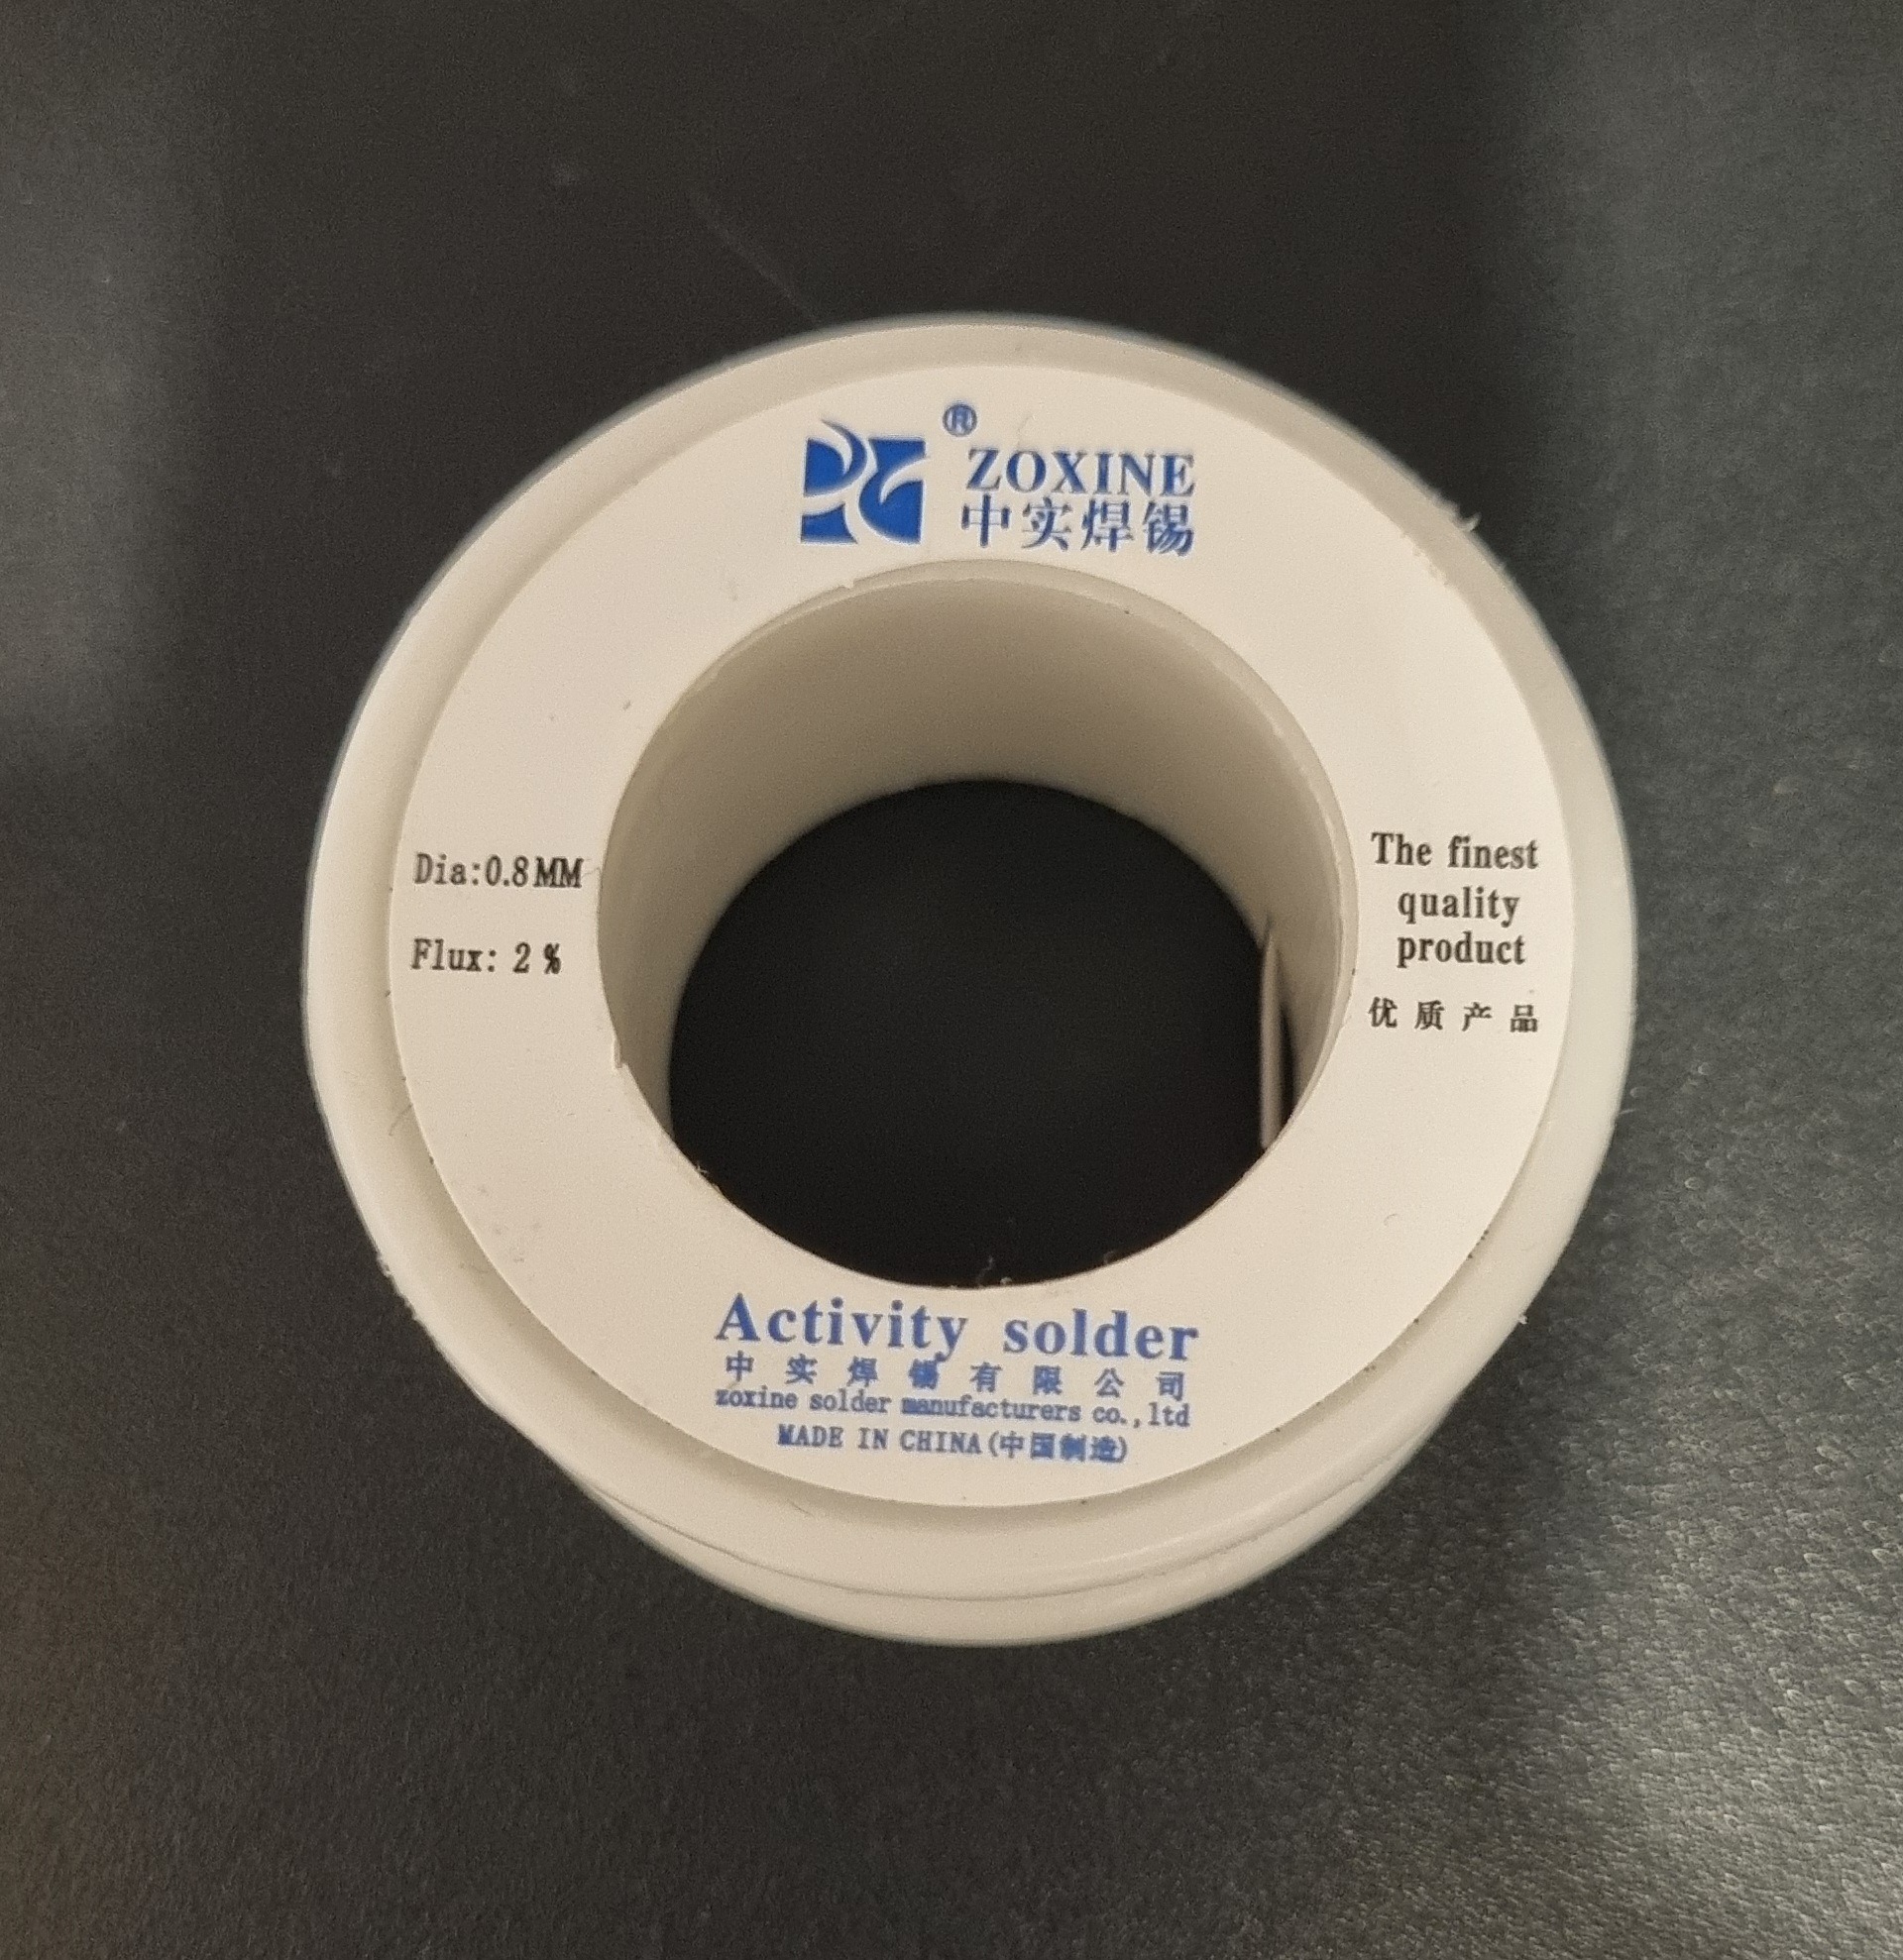 ®
ZOXINE
中实焊锡
Dia:0.8MM
Flux: 2 %
The finest
quality
product
优质产品
Activity solder
中实焊锡有限公司
zoxine solder manufacturers co.,ltd
MADE IN CHINA(中国制造)